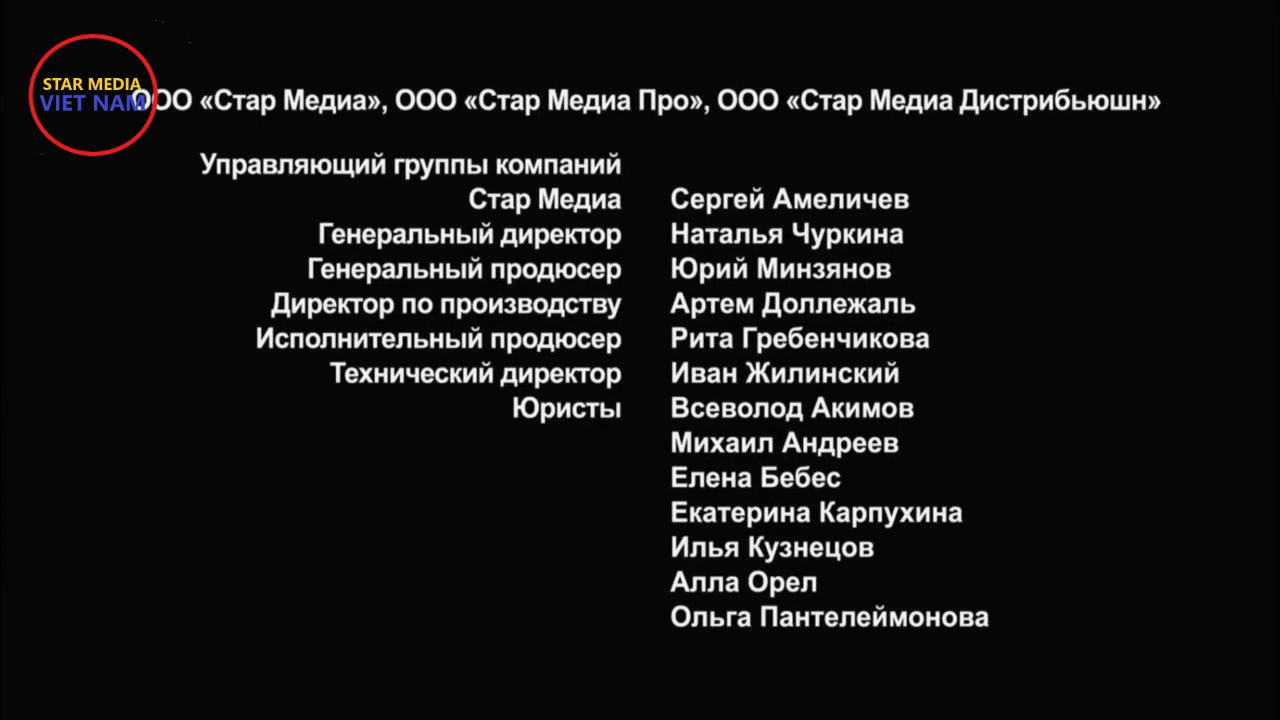 STAR MEDIA
VIET NAM
ООО «Стар Медиа», ООО «Стар Медиа Про», ООО «Стар Медиа Дистрибьюшн»
Управляющий группы компаний
Стар Медиа Сергей Амеличев
Генеральный директор Наталья Чуркина
Генеральный продюсер Юрий Минзянов
Директор по производству Артем Доллежаль
Исполнительный продюсер Рита Гребенчикова
Технический директор Иван Жилинский
Юристы Всеволод Акимов
Михаил Андреев
Елена Бебес
Екатерина Карпухина
Илья Кузнецов
Алла Орел
Ольга Пантелеймонова